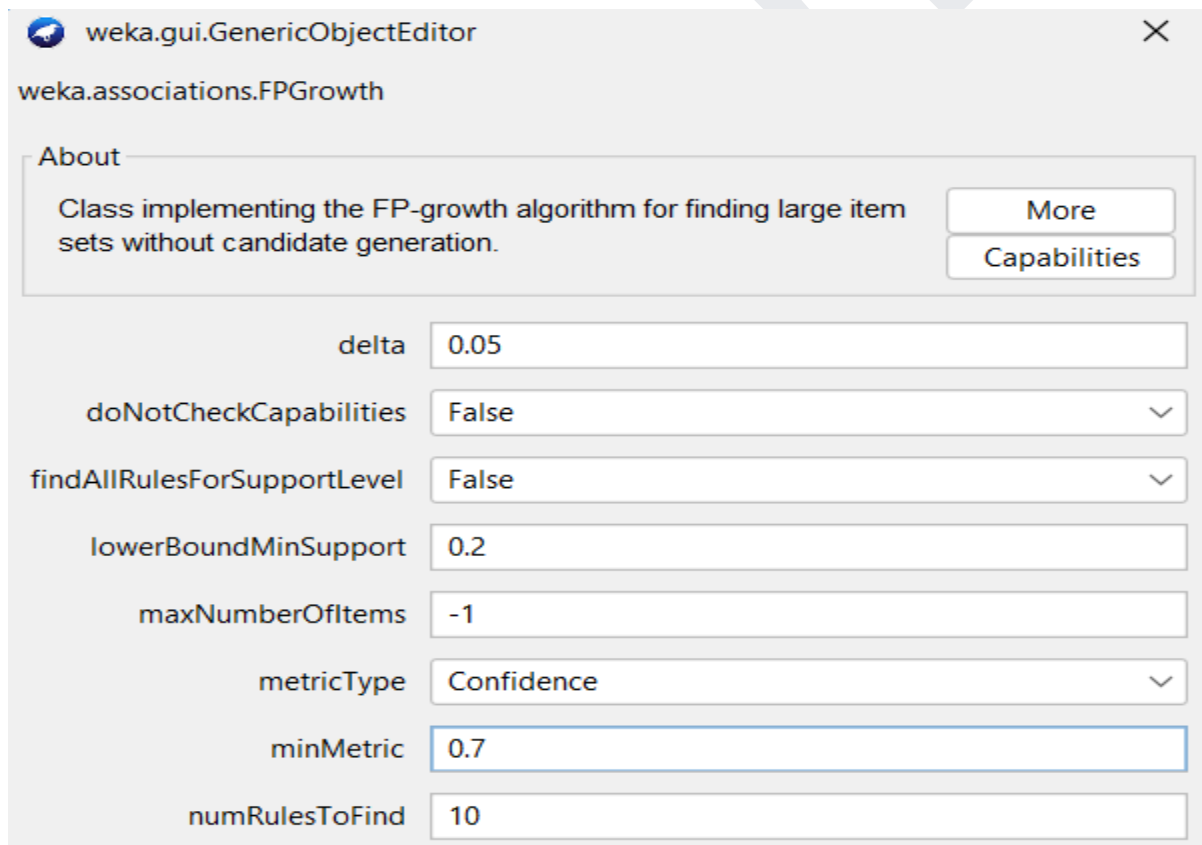 weka.gui.GenericObjectEditor
weka.associations.FPGrowth
About
Class implementing the FP-growth algorithm for finding large item
sets without candidate generation.
More
Capabilities
delta 0.05
doNotCheckCapabilities False
findAllRulesForSupportLevel False
lowerBoundMinSupport 0.2
maxNumberOfItems -1
metricType Confidence
minMetric 0.7
numRulesToFind 10